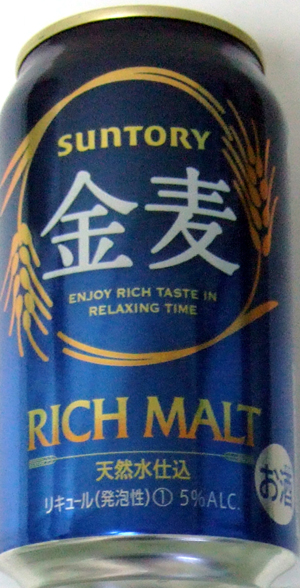 SUNTORY
金麦
ENJOY RICH TASTE IN
RELAXING TIME
RICH MALT
天然水仕込
リキュール(発泡性)① 5%ALC.
お酒